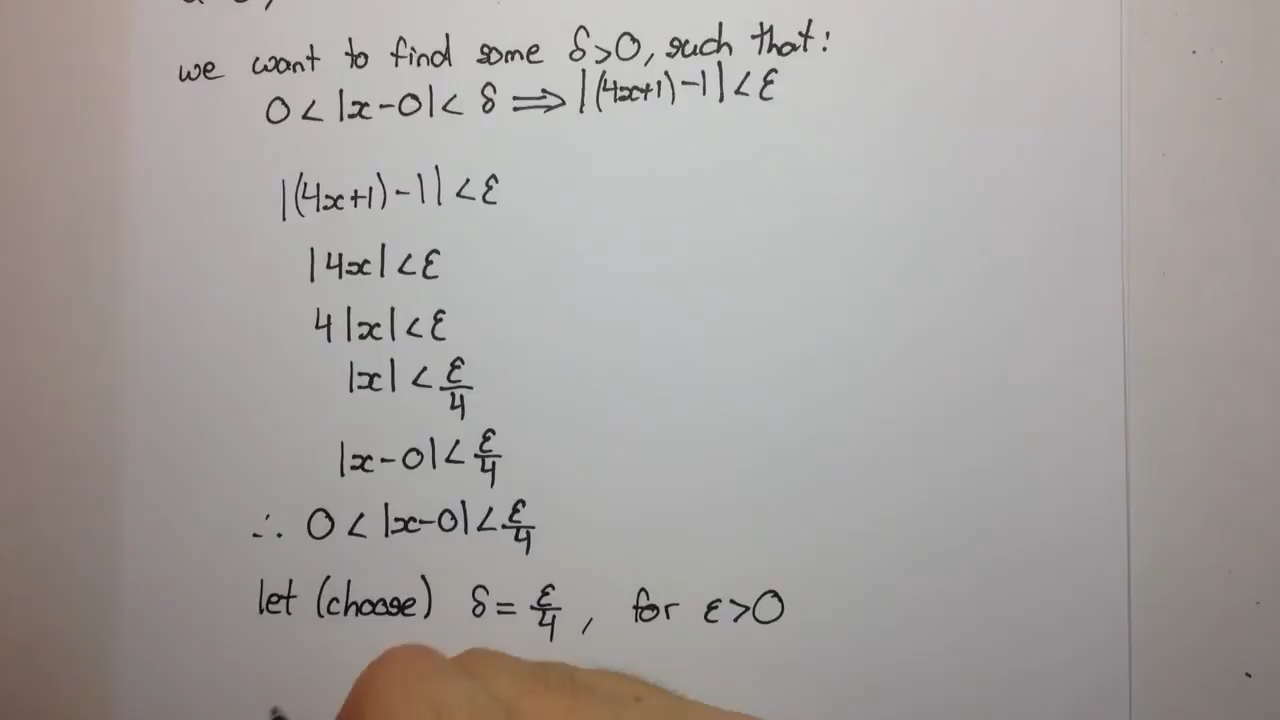 we want to find some δ>0, such that:
0 < |x-0| < δ ⟹ |(4x+1)-1| < ε
|(4x+1)-1| < ε
|4x| < ε
4|x| < ε
|x| < ε/4
|x-0| < ε/4
∴ 0 < |x-0| < ε/4
let (choose) δ = ε/4, for ε>0